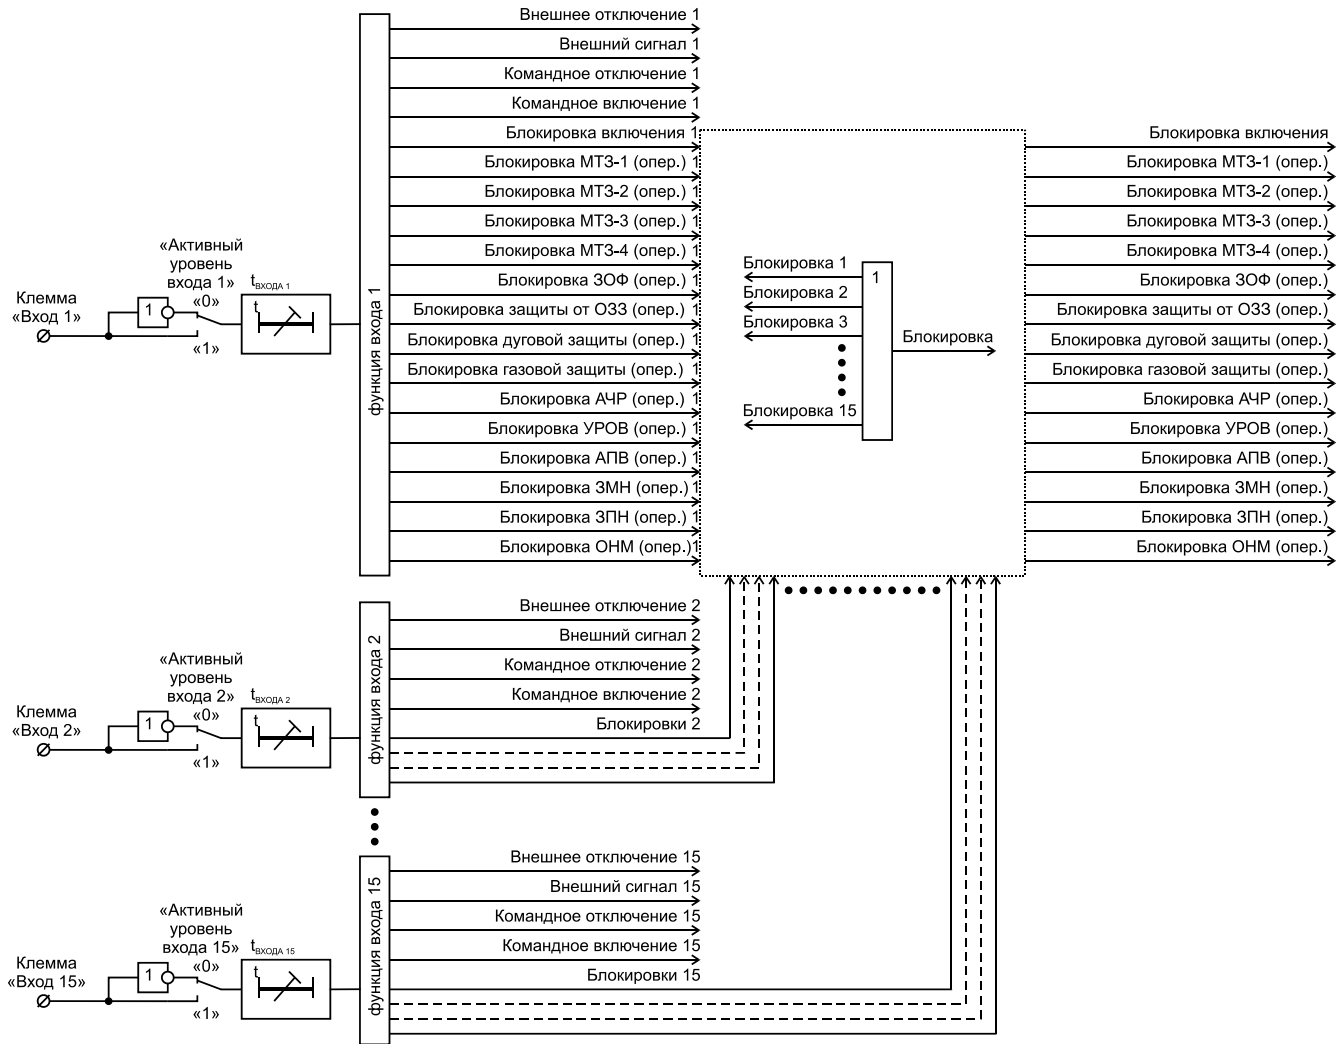 Внешнее отключение 1
Внешний сигнал 1
Командное отключение 1
Командное включение 1
Блокировка включения 1
Блокировка МТЗ-1 (опер.) 1
Блокировка МТЗ-2 (опер.) 1
Блокировка МТЗ-3 (опер.) 1
Блокировка МТЗ-4 (опер.) 1
Блокировка ЗОФ (опер.) 1
Блокировка защиты от ОЗЗ (опер.) 1
Блокировка дуговой защиты (опер.) 1
Блокировка газовой защиты (опер.) 1
Блокировка АЧР (опер.) 1
Блокировка УРОВ (опер.) 1
Блокировка АПВ (опер.) 1
Блокировка ЗМН (опер.) 1
Блокировка ЗПН (опер.) 1
Блокировка ОНМ (опер.) 1
функция входа 1
Клемма
«Вход 1»
1
«Активный
уровень
входа 1»
«0»
«1»
tВХОДА 1
t
Блокировка 1
Блокировка 2
Блокировка 3
Блокировка 15
1
Блокировка
Блокировка включения
Блокировка МТЗ-1 (опер.)
Блокировка МТЗ-2 (опер.)
Блокировка МТЗ-3 (опер.)
Блокировка МТЗ-4 (опер.)
Блокировка ЗОФ (опер.)
Блокировка защиты от ОЗЗ (опер.)
Блокировка дуговой защиты (опер.)
Блокировка газовой защиты (опер.)
Блокировка АЧР (опер.)
Блокировка УРОВ (опер.)
Блокировка АПВ (опер.)
Блокировка ЗМН (опер.)
Блокировка ЗПН (опер.)
Блокировка ОНМ (опер.)
Клемма
«Вход 2»
1
«Активный
уровень
входа 2»
«0»
«1»
tВХОДА 2
t
функция входа 2
Внешнее отключение 2
Внешний сигнал 2
Командное отключение 2
Командное включение 2
Блокировки 2
Клемма
«Вход 15»
1
«Активный
уровень
входа 15»
«0»
«1»
tВХОДА 15
t
функция входа 15
Внешнее отключение 15
Внешний сигнал 15
Командное отключение 15
Командное включение 15
Блокировки 15